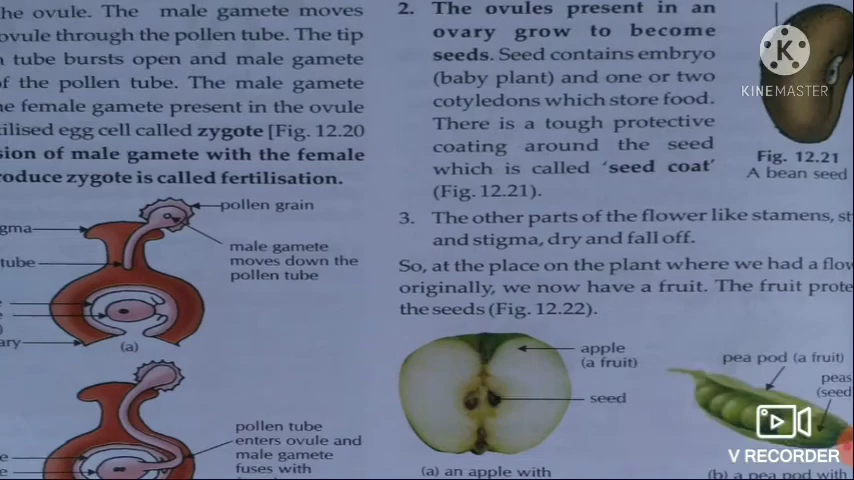 he ovule. The male gamete moves
ovule through the pollen tube. The tip
tube bursts open and male gamete
of the pollen tube. The male gamete
ne female gamete present in the ovule
ilised egg cell called zygote [Fig. 12.20
sion of male gamete with the female
roduce zygote is called fertilisation.
pollen grain
gma
male gamete
moves down the
pollen tube
tube
ary
(a)
pollen tube
enters ovule and
male gamete
fuses with
2. The ovules present in an
ovary grow to become
seeds. Seed contains embryo
(baby plant) and one or two
cotyledons which store food.
There is a tough protective
coating around the seed
which is called 'seed coat'
(Fig. 12.21).
K
KINEMASTER
Fig. 12.21
A bean seed
3. The other parts of the flower like stamens, st
and stigma, dry and fall off.
So, at the place on the plant where we had a flow
originally, we now have a fruit. The fruit prote
the seeds (Fig. 12.22).
apple
(a fruit)
seed
(a) an apple with
pea pod (a fruit)
peas
(seed
(b) a pea pod with
V RECORDER